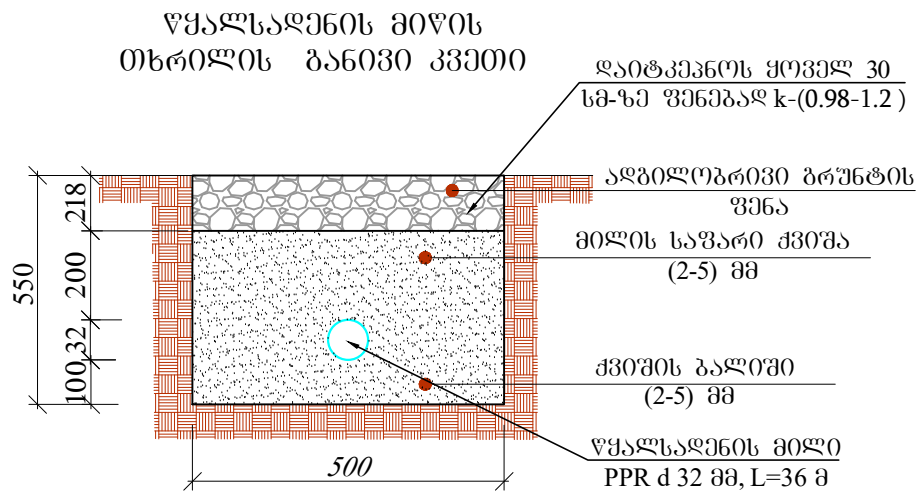 წყალსადენის მიწის
თხრილის განივი კვეთი
დაიტკეპნოს ყოველ 30
სმ-ზე ფენებად k-(0.98-1.2 )
ადგილობრივი გრუნტის
ფენა
მილის საფარი ქვიშა
(2-5) მმ
ქვიშის ბალიში
(2-5) მმ
წყალსადენის მილი
PPR d 32 მმ, L=36 მ
550
218
200
32
100
500